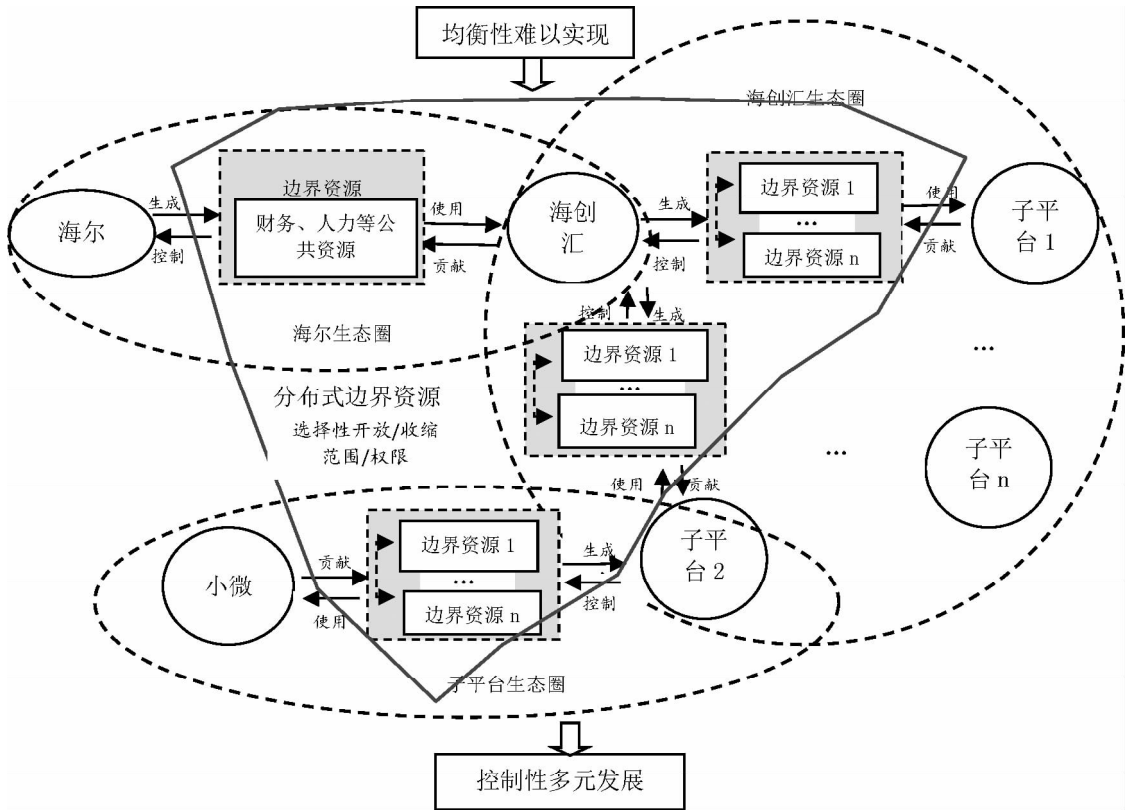 均衡性难以实现
海创汇生态圈
边界资源
财务、人力等公
共资源
海尔
生成
控制
使用
贡献
海创
汇
生成
控制
边界资源 1
...
边界资源 n
使用
贡献
子平
台 1
海尔生态圈
控制
生成
边界资源 1
...
边界资源 n
...
分布式边界资源
选择性开放/收缩
范围/权限
使用
贡献
...
子平
台 n
小微
贡献
使用
边界资源 1
...
边界资源 n
生成
控制
子平
台 2
子平台生态圈
控制性多元发展